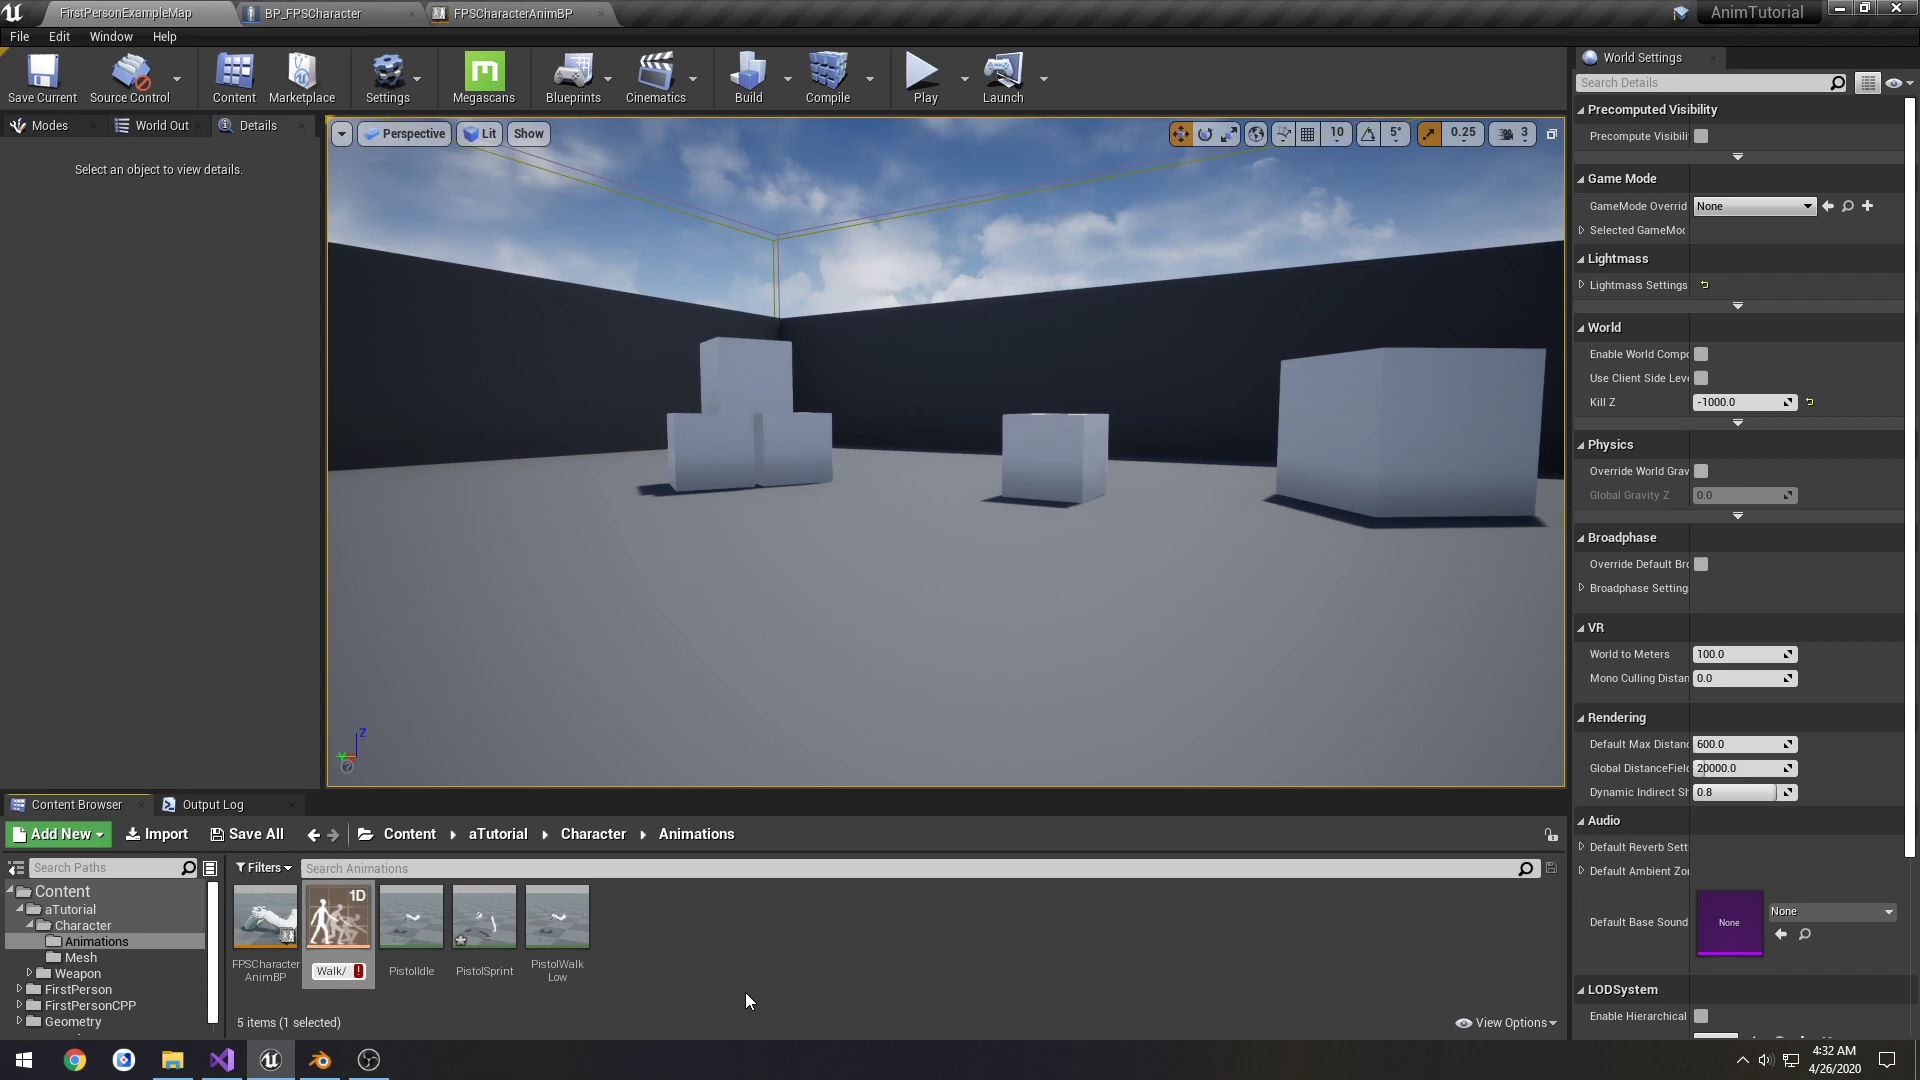 FirstPersonExampleMap
BP_FPSCharacter
FPSCharacterAnimBP
AnimTutorial
File Edit Window Help
Save Current
Source Control
Content
Marketplace
Settings
Megascans
Blueprints
Cinematics
Build
Compile
Play
Launch
Modes
World Out
Details
Select an object to view details.
Perspective
Lit
Show
10
5°
0.25
3
World Settings
Search Details
Precomputed Visibility
Precompute Visibili
Game Mode
GameMode Overrid
None
Selected GameMod
Lightmass
Lightmass Settings
World
Enable World Compo
Use Client Side Leve
Kill Z
-1000.0
Physics
Override World Grav
Global Gravity Z
0.0
Broadphase
Override Default Bro
Broadphase Setting
VR
World to Meters
100.0
Mono Culling Distan
0.0
Rendering
Default Max Distanc
600.0
Global DistanceField
20000.0
Dynamic Indirect Sh
0.8
Audio
Default Reverb Sett
Default Ambient Zon
Default Base Sound
None
None
LODSystem
Enable Hierarchical
Content Browser
Output Log
Add New
Import
Save All
Content
aTutorial
Character
Animations
Search Paths
Filters
Search Animations
Content
aTutorial
Character
Animations
Mesh
Weapon
FirstPerson
FirstPersonCPP
Geometry
1D
FPSCharacter
AnimBP
Walk/
PistolIdle
PistolSprint
PistolWalk
Low
5 items (1 selected)
View Options
4:32 AM
4/26/2020